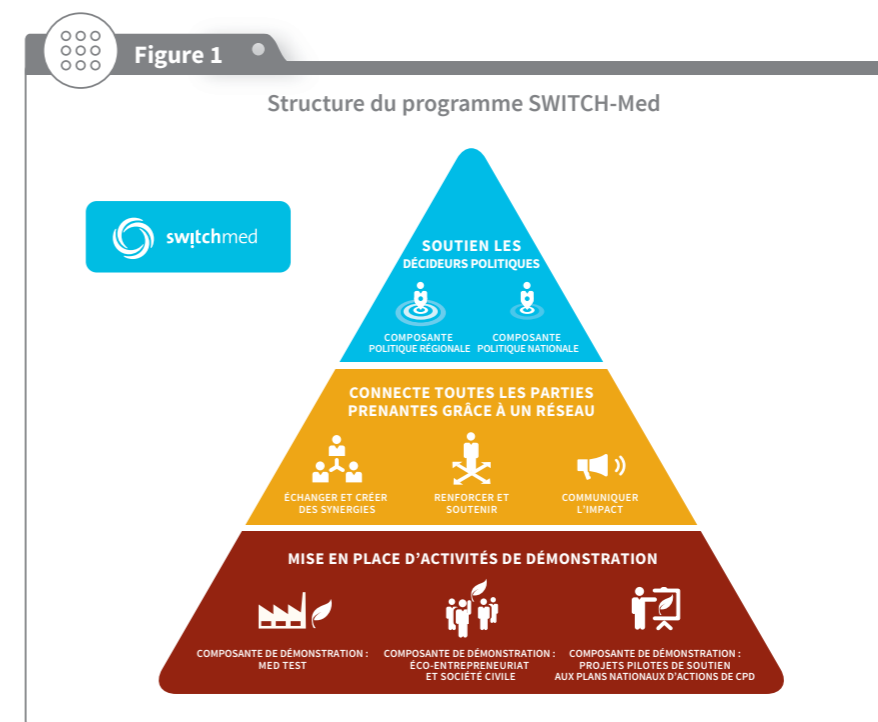 Figure 1
Structure du programme SWITCH-Med
switchmed
SOUTIEN LES
DÉCIDEURS POLITIQUES
COMPOSANTE
POLITIQUE RÉGIONALE
COMPOSANTE
POLITIQUE NATIONALE
CONNECTE TOUTES LES PARTIES
PRENANTES GRÂCE À UN RÉSEAU
ÉCHANGER ET CRÉER
DES SYNERGIES
RENFORCER ET
SOUTENIR
COMMUNIQUER
L'IMPACT
MISE EN PLACE D'ACTIVITÉS DE DÉMONSTRATION
COMPOSANTE DE DÉMONSTRATION :
MED TEST
COMPOSANTE DE DÉMONSTRATION :
ÉCO-ENTREPRENEURIAT
ET SOCIÉTÉ CIVILE
COMPOSANTE DE DÉMONSTRATION :
PROJETS PILOTES DE SOUTIEN
AUX PLANS NATIONAUX D'ACTIONS DE CPD